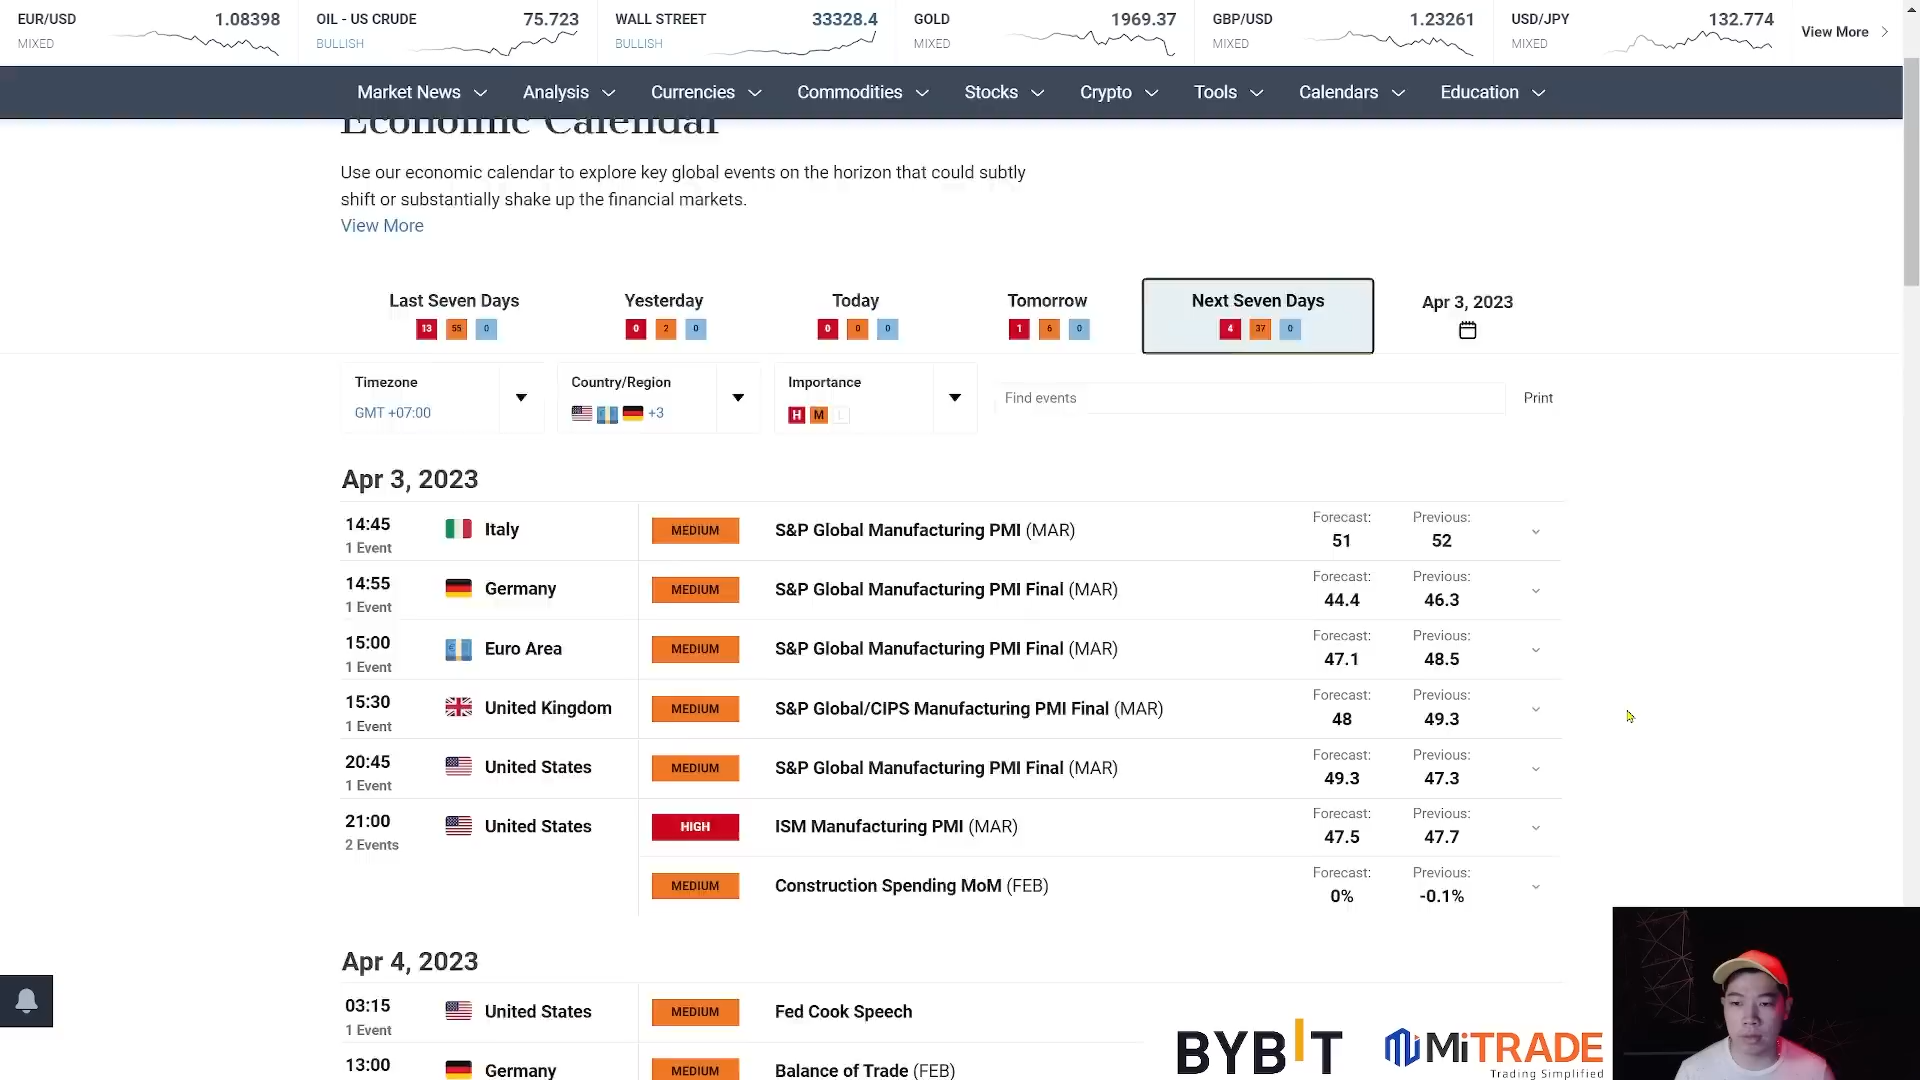 EUR/USD 1.08398
MIXED
OIL - US CRUDE 75.723
BULLISH
WALL STREET 33328.4
BULLISH
GOLD 1969.37
MIXED
GBP/USD 1.23261
MIXED
USD/JPY 132.774
MIXED
View More
Market News Analysis Currencies Commodities Stocks Crypto Tools Calendars Education
Economic Calendar
Use our economic calendar to explore key global events on the horizon that could subtly
shift or substantially shake up the financial markets.
View More
Last Seven Days
13 55 0
Yesterday
0 2 0
Today
0 0 0
Tomorrow
1 6 0
Next Seven Days
4 37 0
Apr 3, 2023
Timezone
GMT +07:00
Country/Region
+3
Importance
H M L
Find events
Print
Apr 3, 2023
14:45 Italy MEDIUM S&P Global Manufacturing PMI (MAR) Forecast: Previous:
1 Event 51 52
14:55 Germany MEDIUM S&P Global Manufacturing PMI Final (MAR) Forecast: Previous:
1 Event 44.4 46.3
15:00 Euro Area MEDIUM S&P Global Manufacturing PMI Final (MAR) Forecast: Previous:
1 Event 47.1 48.5
15:30 United Kingdom MEDIUM S&P Global/CIPS Manufacturing PMI Final (MAR) Forecast: Previous:
1 Event 48 49.3
20:45 United States MEDIUM S&P Global Manufacturing PMI Final (MAR) Forecast: Previous:
1 Event 49.3 47.3
21:00 United States HIGH ISM Manufacturing PMI (MAR) Forecast: Previous:
2 Events 47.5 47.7
MEDIUM Construction Spending MoM (FEB) Forecast: Previous:
0% -0.1%
Apr 4, 2023
03:15 United States MEDIUM Fed Cook Speech
1 Event
13:00 Germany MEDIUM Balance of Trade (FEB)
BYBIT
MiTRADE
Trading Simplified